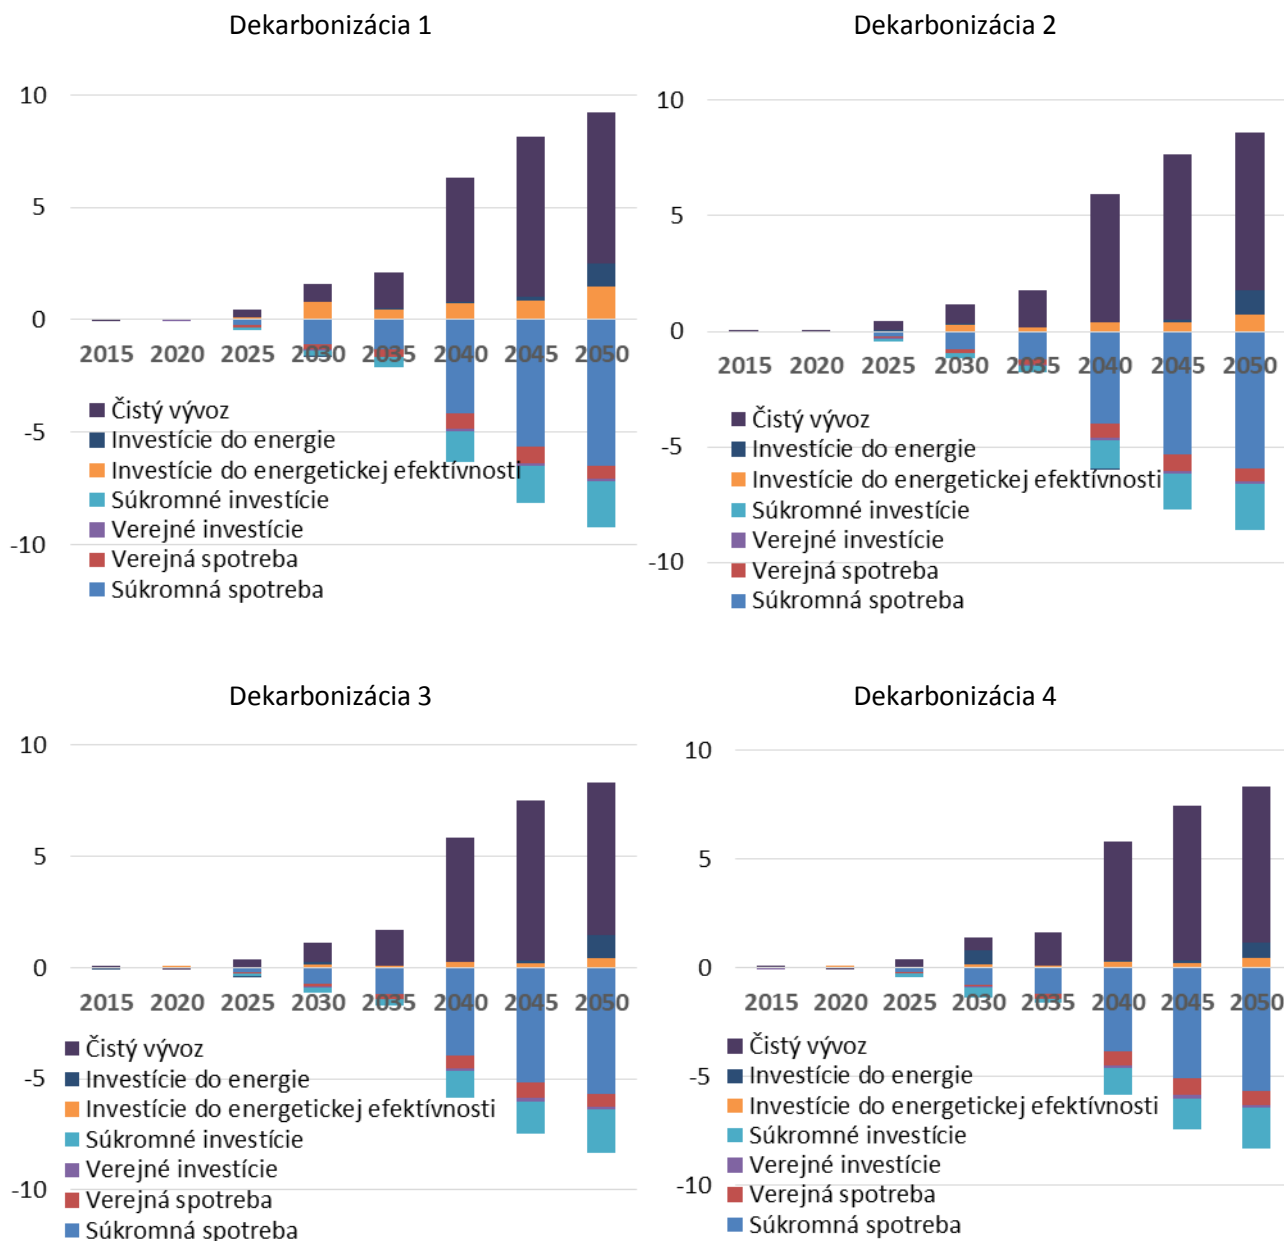 Dekarbonizácia 1
10
5
0
-5
-10
2015 2020 2025 2030 2035 2040 2045 2050
Čistý vývoz
Investície do energie
Investície do energetickej efektívnosti
Súkromné investície
Verejné investície
Verejná spotreba
Súkromná spotreba
Dekarbonizácia 2
10
5
0
-5
-10
2015 2020 2025 2030 2035 2040 2045 2050
Čistý vývoz
Investície do energie
Investície do energetickej efektívnosti
Súkromné investície
Verejné investície
Verejná spotreba
Súkromná spotreba
Dekarbonizácia 3
10
5
0
-5
-10
2015 2020 2025 2030 2035 2040 2045 2050
Čistý vývoz
Investície do energie
Investície do energetickej efektívnosti
Súkromné investície
Verejné investície
Verejná spotreba
Súkromná spotreba
Dekarbonizácia 4
10
5
0
-5
-10
2015 2020 2025 2030 2035 2040 2045 2050
Čistý vývoz
Investície do energie
Investície do energetickej efektívnosti
Súkromné investície
Verejné investície
Verejná spotreba
Súkromná spotreba